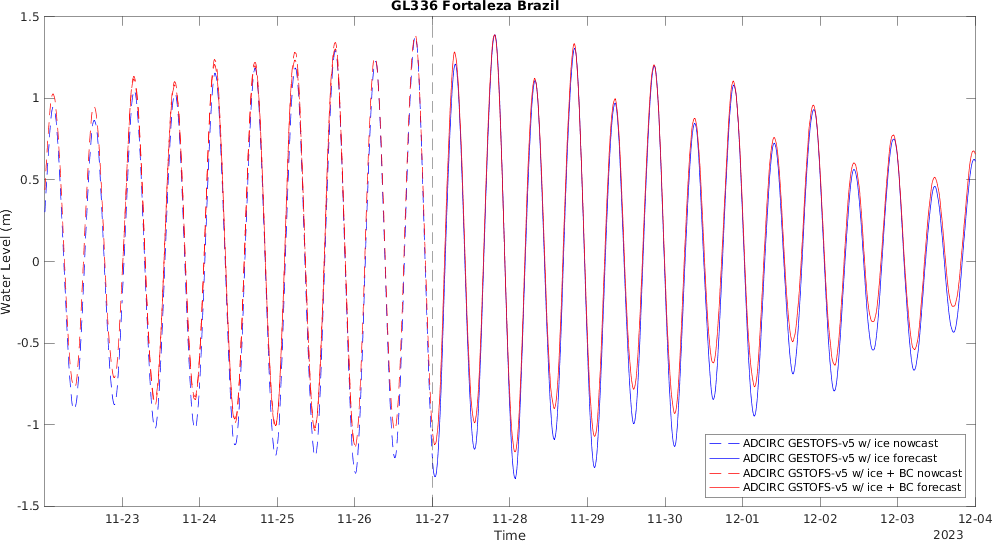 GL336 Fortaleza Brazil
1.5
1
0.5
0
-0.5
-1
-1.5
Water Level (m)
ADCIRC GESTOFS-v5 w/ ice nowcast
ADCIRC GESTOFS-v5 w/ ice forecast
ADCIRC GSTOFS-v5 w/ ice + BC nowcast
ADCIRC GSTOFS-v5 w/ ice + BC forecast
11-23 11-24 11-25 11-26 11-27 11-28 11-29 11-30 12-01 12-02 12-03 12-04
Time
2023